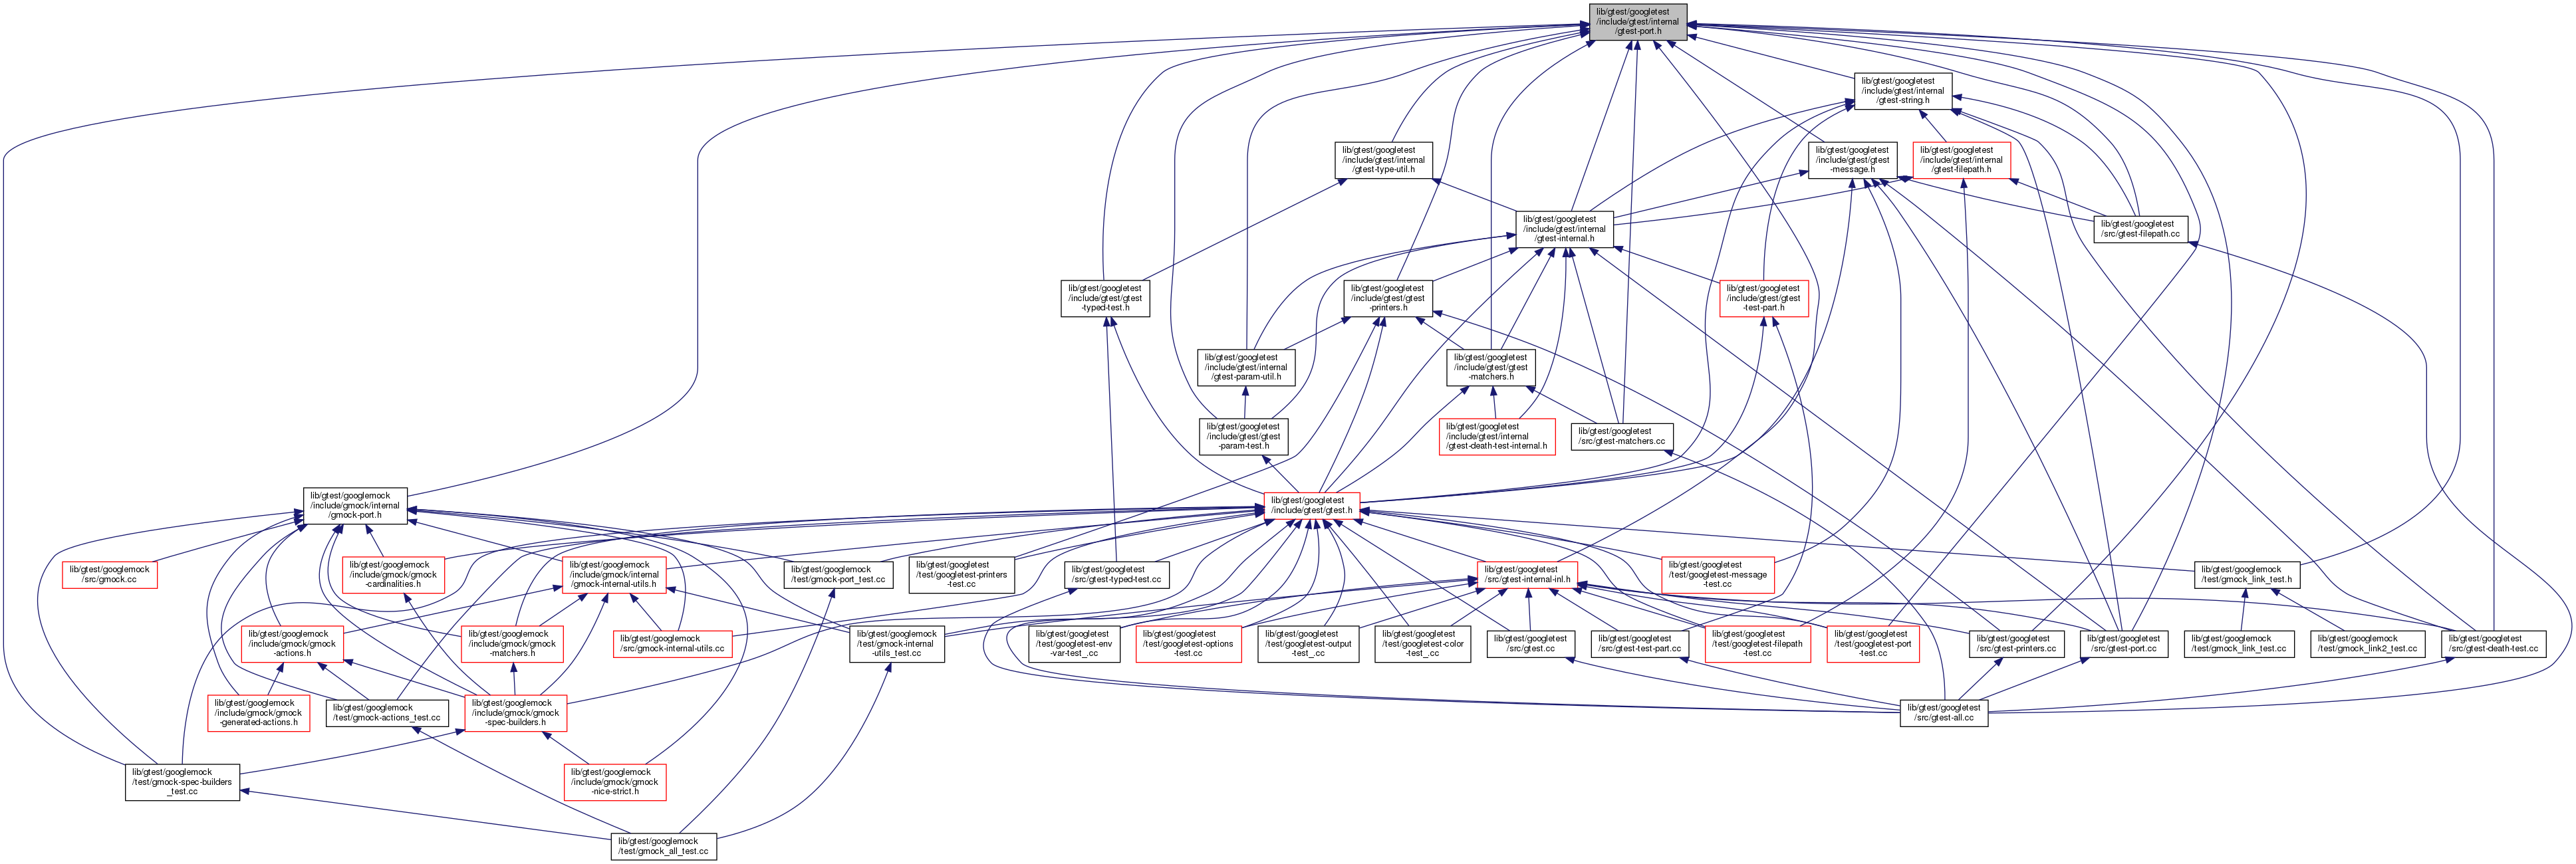 lib/gtest/googletest
/include/gtest/internal
/gtest-port.h
lib/gtest/googletest
/include/gtest/internal
/gtest-string.h
lib/gtest/googletest
/include/gtest/internal
/gtest-type-util.h
lib/gtest/googletest
/include/gtest/gtest
-message.h
lib/gtest/googletest
/include/gtest/internal
/gtest-filepath.h
lib/gtest/googletest
/include/gtest/internal
/gtest-internal.h
lib/gtest/googletest
/src/gtest-filepath.cc
lib/gtest/googletest
/include/gtest/gtest
-typed-test.h
lib/gtest/googletest
/include/gtest/gtest
-printers.h
lib/gtest/googletest
/include/gtest/gtest
-test-part.h
lib/gtest/googletest
/include/gtest/internal
/gtest-param-util.h
lib/gtest/googletest
/include/gtest/gtest
-matchers.h
lib/gtest/googletest
/include/gtest/gtest
-param-test.h
lib/gtest/googletest
/include/gtest/internal
/gtest-death-test-internal.h
lib/gtest/googletest
/src/gtest-matchers.cc
lib/gtest/googlemock
/include/gmock/internal
/gmock-port.h
lib/gtest/googletest
/include/gtest/gtest.h
lib/gtest/googlemock
/src/gmock.cc
lib/gtest/googlemock
/include/gmock/gmock
-cardinalities.h
lib/gtest/googlemock
/include/gmock/internal
/gmock-internal-utils.h
lib/gtest/googlemock
/test/gmock-port_test.cc
lib/gtest/googletest
/test/googletest-printers
-test.cc
lib/gtest/googletest
/src/gtest-typed-test.cc
lib/gtest/googletest
/src/gtest-internal-inl.h
lib/gtest/googletest
/test/googletest-message
-test.cc
lib/gtest/googlemock
/test/gmock_link_test.h
lib/gtest/googlemock
/include/gmock/gmock
-actions.h
lib/gtest/googlemock
/include/gmock/gmock
-matchers.h
lib/gtest/googlemock
/src/gmock-internal-utils.cc
lib/gtest/googlemock
/test/gmock-internal
-utils_test.cc
lib/gtest/googletest
/test/googletest-env
-var-test_.cc
lib/gtest/googletest
/test/googletest-options
-test.cc
lib/gtest/googletest
/test/googletest-output
-test_.cc
lib/gtest/googletest
/test/googletest-color
-test_.cc
lib/gtest/googletest
/src/gtest.cc
lib/gtest/googletest
/src/gtest-test-part.cc
lib/gtest/googletest
/test/googletest-filepath
-test.cc
lib/gtest/googletest
/test/googletest-port
-test.cc
lib/gtest/googletest
/src/gtest-printers.cc
lib/gtest/googletest
/src/gtest-port.cc
lib/gtest/googlemock
/test/gmock_link_test.cc
lib/gtest/googlemock
/test/gmock_link2_test.cc
lib/gtest/googletest
/src/gtest-death-test.cc
lib/gtest/googlemock
/include/gmock/gmock
-generated-actions.h
lib/gtest/googlemock
/test/gmock-actions_test.cc
lib/gtest/googlemock
/include/gmock/gmock
-spec-builders.h
lib/gtest/googletest
/src/gtest-all.cc
lib/gtest/googlemock
/test/gmock-spec-builders
_test.cc
lib/gtest/googlemock
/include/gmock/gmock
-nice-strict.h
lib/gtest/googlemock
/test/gmock_all_test.cc